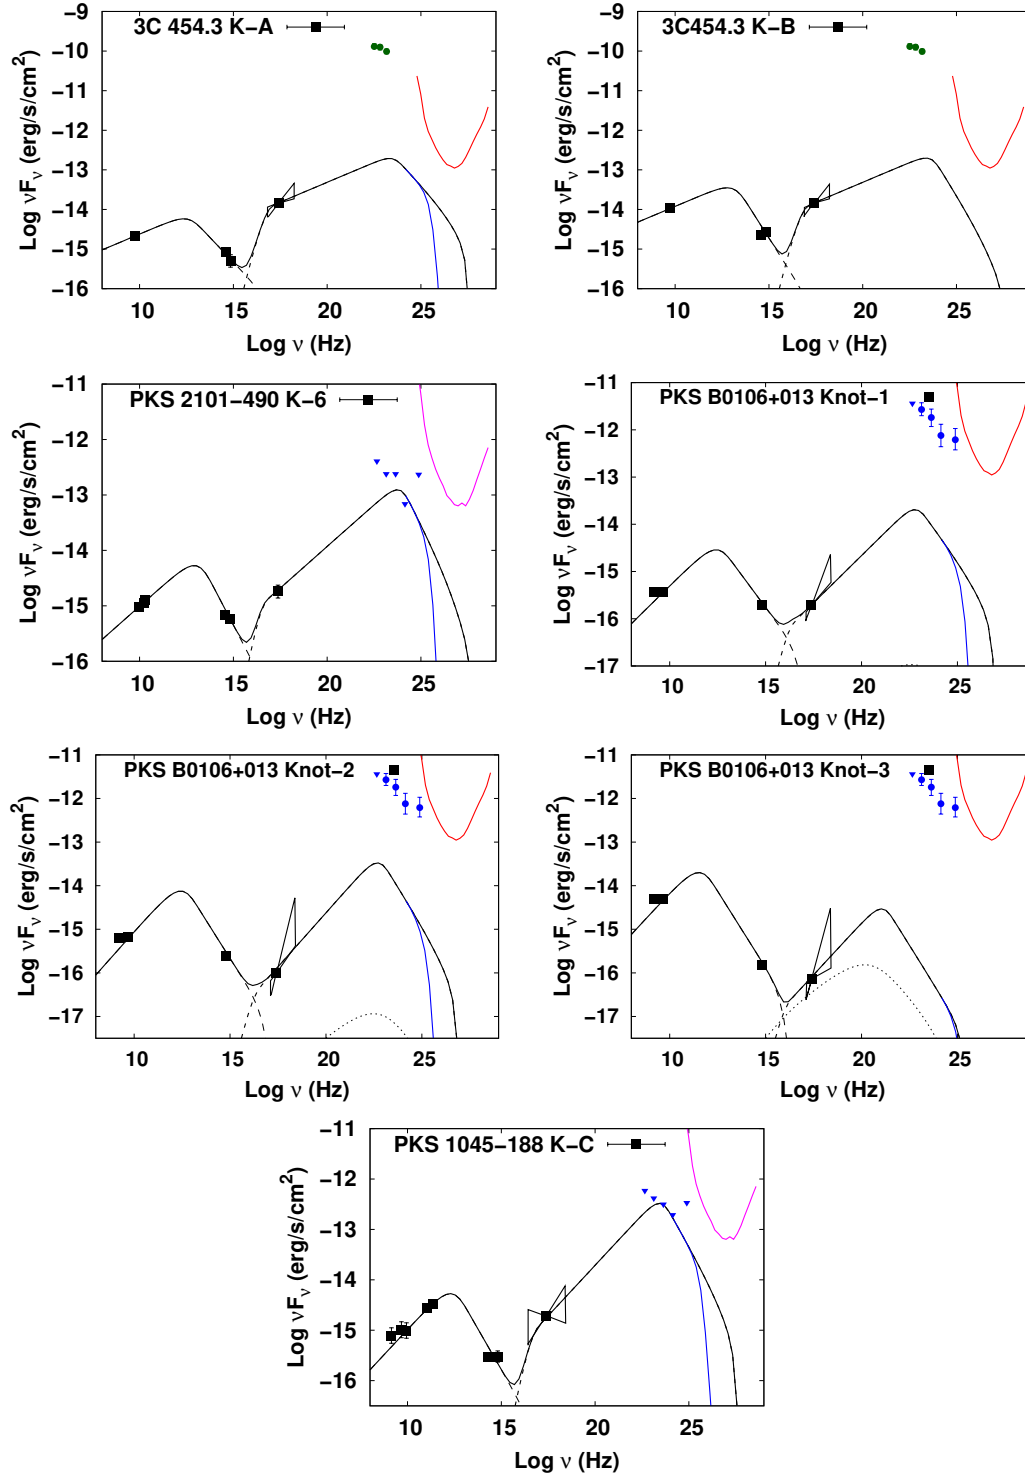 3C 454.3 K−A
Log νFν (erg/s/cm2)
−9
−10
−11
−12
−13
−14
−15
−16
10 15 20 25
Log ν (Hz)
3C454.3 K−B
Log νFν (erg/s/cm2)
−9
−10
−11
−12
−13
−14
−15
−16
10 15 20 25
Log ν (Hz)
PKS 2101−490 K−6
Log νFν (erg/s/cm2)
−11
−12
−13
−14
−15
−16
10 15 20 25
Log ν (Hz)
PKS B0106+013 Knot−1
Log νFν (erg/s/cm2)
−11
−12
−13
−14
−15
−16
−17
10 15 20 25
Log ν (Hz)
PKS B0106+013 Knot−2
Log νFν (erg/s/cm2)
−11
−12
−13
−14
−15
−16
−17
10 15 20 25
Log ν (Hz)
PKS B0106+013 Knot−3
Log νFν (erg/s/cm2)
−11
−12
−13
−14
−15
−16
−17
10 15 20 25
Log ν (Hz)
PKS 1045−188 K−C
Log νFν (erg/s/cm2)
−11
−12
−13
−14
−15
−16
10 15 20 25
Log ν (Hz)